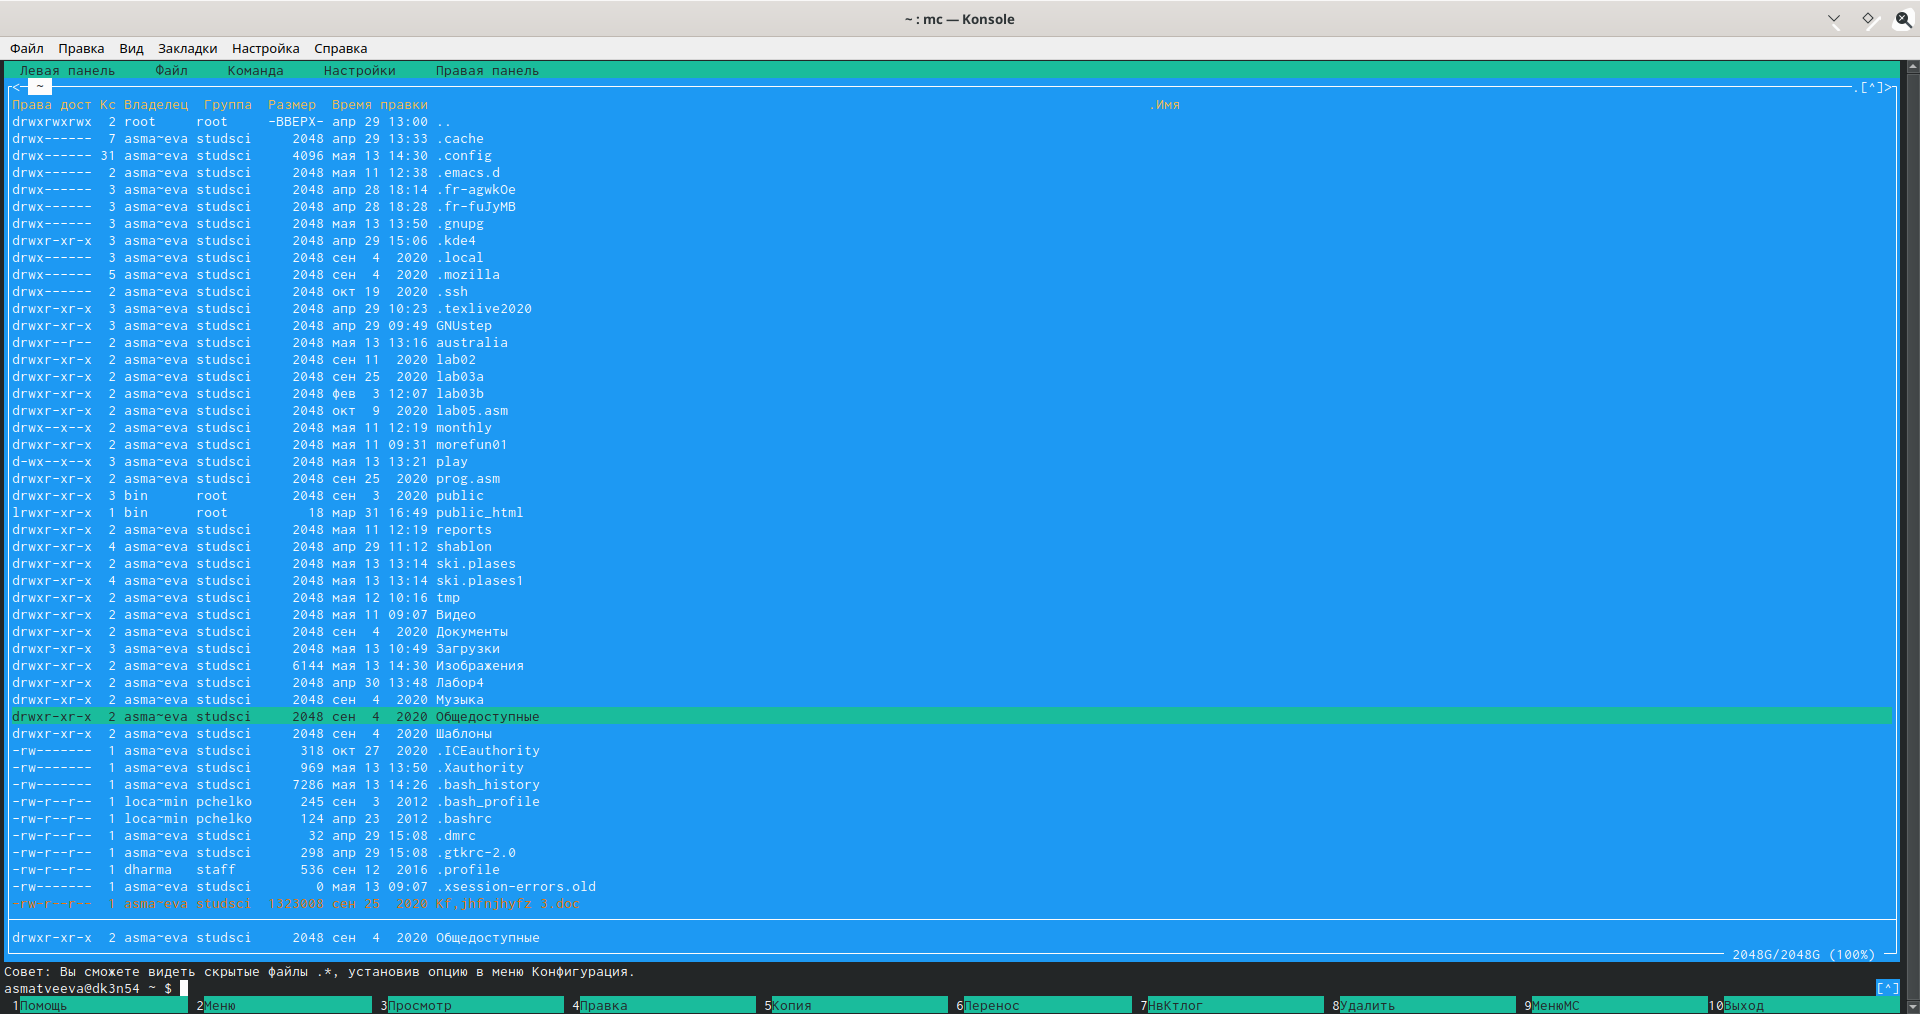 ~ : mc — Konsole
Файл Правка Вид Закладки Настройка Справка
Левая панель Файл Команда Настройки Правая панель
<─ ~ .[^]>
Права дост Кс Владелец Группа Размер Время правки .Имя
drwxrwxrwx 2 root root -ВВЕРХ- апр 29 13:00 ..
drwx------ 7 asma~eva studsci 2048 апр 29 13:33 .cache
drwx------ 31 asma~eva studsci 4096 мая 13 14:30 .config
drwx------ 2 asma~eva studsci 2048 мая 11 12:38 .emacs.d
drwx------ 3 asma~eva studsci 2048 апр 28 18:14 .fr-agwkOe
drwx------ 3 asma~eva studsci 2048 апр 28 18:28 .fr-fuJyMB
drwx------ 3 asma~eva studsci 2048 мая 13 13:50 .gnupg
drwxr-xr-x 3 asma~eva studsci 2048 апр 29 15:06 .kde4
drwx------ 3 asma~eva studsci 2048 сен 4 2020 .local
drwx------ 5 asma~eva studsci 2048 сен 4 2020 .mozilla
drwx------ 2 asma~eva studsci 2048 окт 19 2020 .ssh
drwxr-xr-x 3 asma~eva studsci 2048 апр 29 10:23 .texlive2020
drwxr-xr-x 3 asma~eva studsci 2048 апр 29 09:49 GNUstep
drwxr--r-- 2 asma~eva studsci 2048 мая 13 13:16 australia
drwxr-xr-x 2 asma~eva studsci 2048 сен 11 2020 lab02
drwxr-xr-x 2 asma~eva studsci 2048 сен 25 2020 lab03a
drwxr-xr-x 2 asma~eva studsci 2048 фев 3 12:07 lab03b
drwxr-xr-x 2 asma~eva studsci 2048 окт 9 2020 lab05.asm
drwx--x--x 2 asma~eva studsci 2048 мая 11 12:19 monthly
drwxr-xr-x 2 asma~eva studsci 2048 мая 11 09:31 morefun01
d-wx--x--x 3 asma~eva studsci 2048 мая 13 13:21 play
drwxr-xr-x 2 asma~eva studsci 2048 сен 25 2020 prog.asm
drwxr-xr-x 3 bin root 2048 сен 3 2020 public
lrwxr-xr-x 1 bin root 18 мар 31 16:49 public_html
drwxr-xr-x 2 asma~eva studsci 2048 мая 11 12:19 reports
drwxr-xr-x 4 asma~eva studsci 2048 апр 29 11:12 shablon
drwxr-xr-x 2 asma~eva studsci 2048 мая 13 13:14 ski.plases
drwxr-xr-x 4 asma~eva studsci 2048 мая 13 13:14 ski.plases1
drwxr-xr-x 2 asma~eva studsci 2048 мая 12 10:16 tmp
drwxr-xr-x 2 asma~eva studsci 2048 мая 11 09:07 Видео
drwxr-xr-x 2 asma~eva studsci 2048 сен 4 2020 Документы
drwxr-xr-x 3 asma~eva studsci 2048 мая 13 10:49 Загрузки
drwxr-xr-x 2 asma~eva studsci 6144 мая 13 14:30 Изображения
drwxr-xr-x 2 asma~eva studsci 2048 апр 30 13:48 Лабор4
drwxr-xr-x 2 asma~eva studsci 2048 сен 4 2020 Музыка
drwxr-xr-x 2 asma~eva studsci 2048 сен 4 2020 Общедоступные
drwxr-xr-x 2 asma~eva studsci 2048 сен 4 2020 Шаблоны
-rw------- 1 asma~eva studsci 318 окт 27 2020 .ICEauthority
-rw------- 1 asma~eva studsci 969 мая 13 13:50 .Xauthority
-rw------- 1 asma~eva studsci 7286 мая 13 14:26 .bash_history
-rw-r--r-- 1 loca~min pchelko 245 сен 3 2012 .bash_profile
-rw-r--r-- 1 loca~min pchelko 124 апр 23 2012 .bashrc
-rw-r--r-- 1 asma~eva studsci 32 апр 29 15:08 .dmrc
-rw-r--r-- 1 asma~eva studsci 298 апр 29 15:08 .gtkrc-2.0
-rw-r--r-- 1 dharma staff 536 сен 12 2016 .profile
-rw------- 1 asma~eva studsci 0 мая 13 09:07 .xsession-errors.old
-rw-r--r-- 1 asma~eva studsci 1323008 сен 25 2020 Kf,jhfnjhyfz 3.doc
drwxr-xr-x 2 asma~eva studsci 2048 сен 4 2020 Общедоступные
2048G/2048G (100%)
Совет: Вы сможете видеть скрытые файлы .*, установив опцию в меню Конфигурация.
asmatveeva@dk3n54 ~ $ [^]
1Помощь 2Меню 3Просмотр 4Правка 5Копия 6Перенос 7НвКтлог 8Удалить 9МенюМС 10Выход